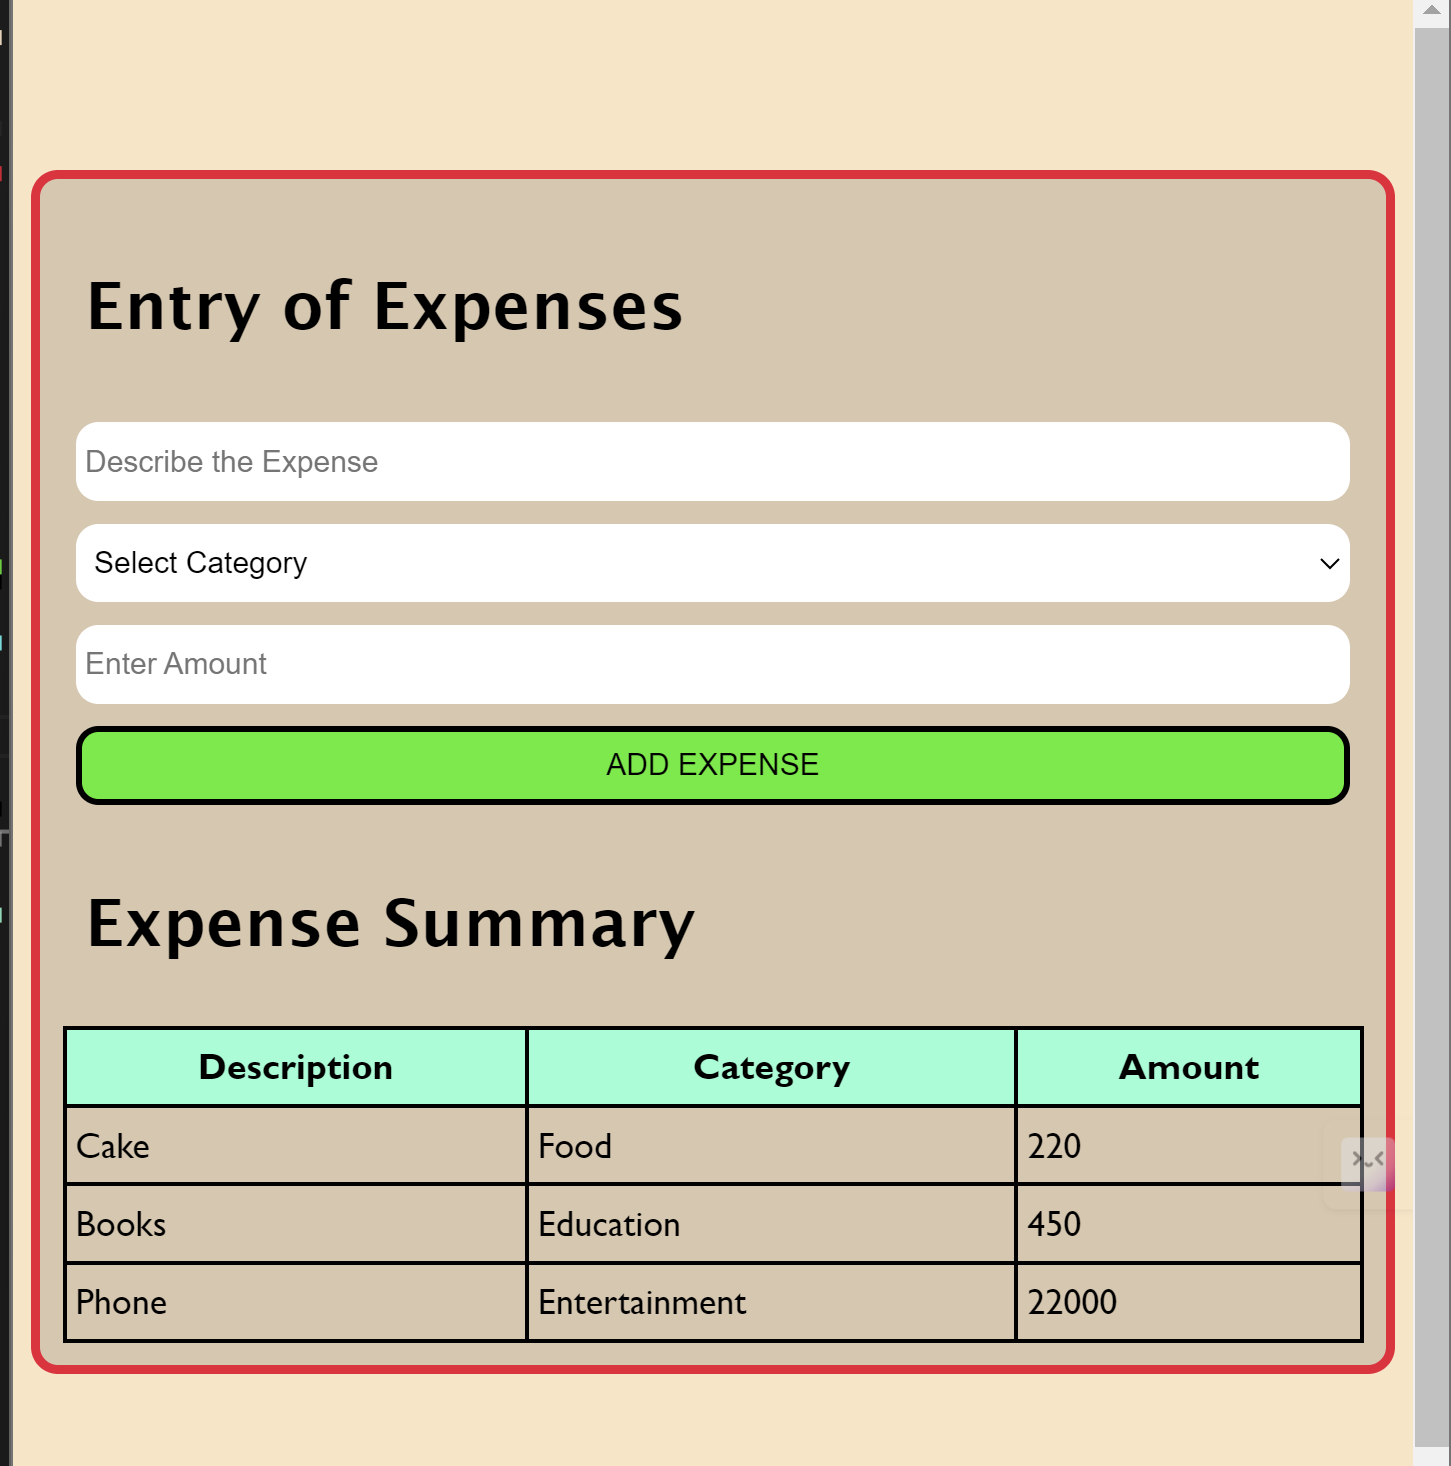 Entry of Expenses
Describe the Expense
Select Category
Enter Amount
ADD EXPENSE
Expense Summary
Description Category Amount
Cake Food 220
Books Education 450
Phone Entertainment 22000